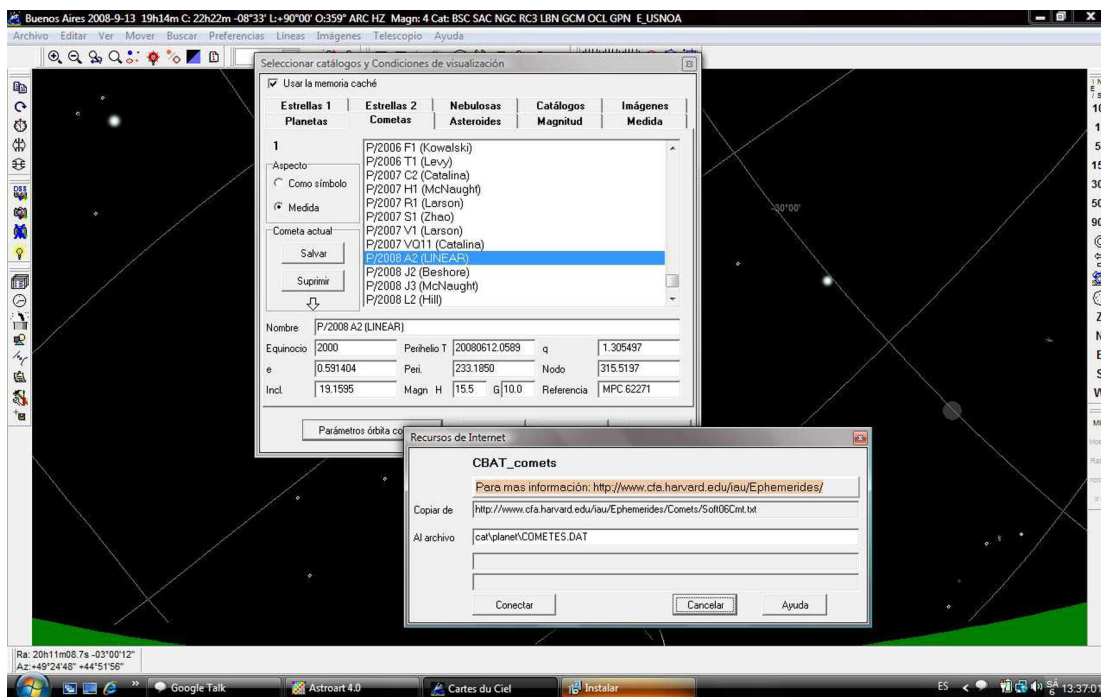 Buenos Aires 2008-9-13 19h14m C: 22h22m -08°33' L:+90°00' O:359° ARC HZ Magn: 4 Cat: BSC SAC NGC RC3 LBN GCM OCL GPN E_USNOA
Archivo Editar Ver Mover Buscar Preferencias Líneas Imágenes Telescopio Ayuda
Seleccionar catálogos y Condiciones de visualización
Usar la memoria caché
Estrellas 1 Estrellas 2 Nebulosas Catálogos Imágenes
Planetas Cometas Asteroides Magnitud Medida
1
Aspecto
Como símbolo
Medida
Cometa actual
Salvar
Suprimir
P/2006 F1 (Kowalski)
P/2006 T1 (Levy)
P/2007 C2 (Catalina)
P/2007 H1 (McNaught)
P/2007 R1 (Larson)
P/2007 S1 (Zhao)
P/2007 V1 (Larson)
P/2007 VQ11 (Catalina)
P/2008 A2 (LINEAR)
P/2008 J2 (Beshore)
P/2008 J3 (McNaught)
P/2008 L2 (Hill)
Nombre P/2008 A2 (LINEAR)
Equinocio 2000 Perihelio T 20080612.0589 q 1.305497
e 0.591404 Peri. 233.1850 Nodo 315.5197
Incl. 19.1595 Magn H 15.5 G 10.0 Referencia MPC 62271
Parámetros órbita co
-30°00'
Recursos de Internet
CBAT_comets
Para mas información: http://www.cfa.harvard.edu/iau/Ephemerides/
Copiar de http://www.cfa.harvard.edu/iau/Ephemerides/Comets/Soft06Cmt.txt
Al archivo cat\planet\COMETES.DAT
Conectar Cancelar Ayuda
Ra: 20h11m08.7s -03°00'12"
Az:+49°24'48" +44°51'56"
Google Talk Astroart 4.0 Cartes du Ciel Instalar ES 13:37:01